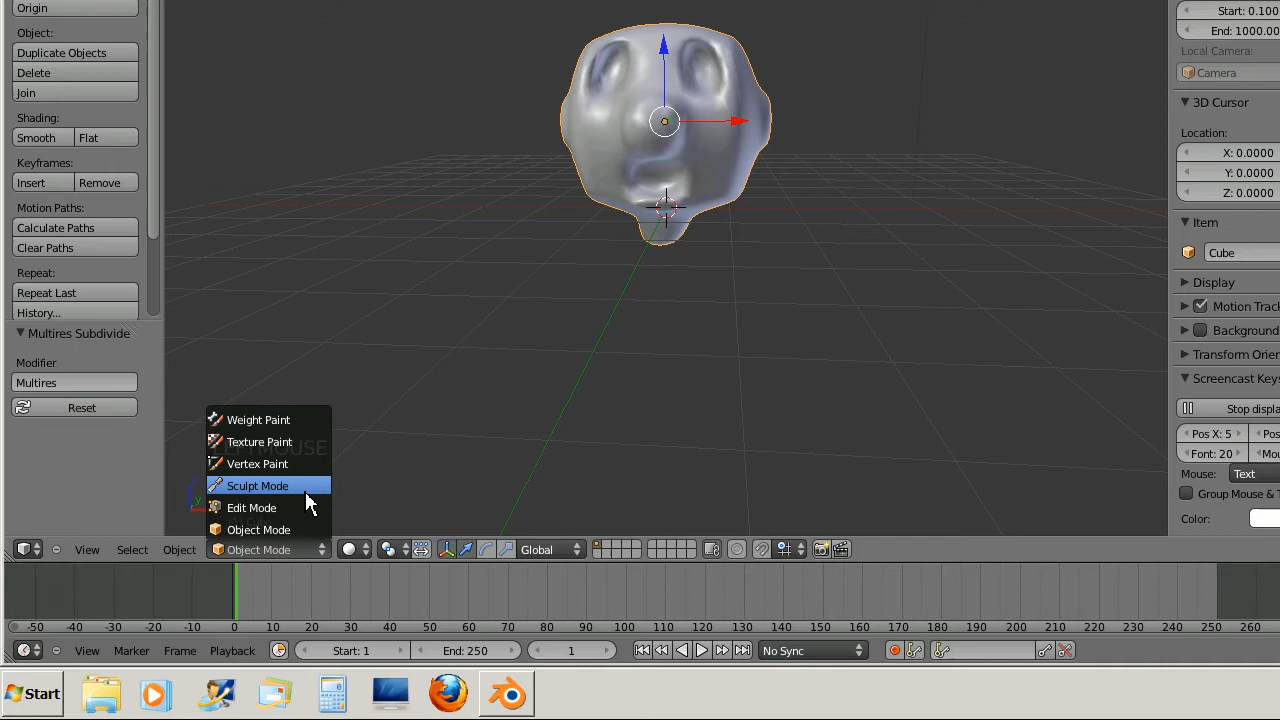 Origin
Object:
Duplicate Objects
Delete
Join
Shading:
Smooth Flat
Keyframes:
Insert Remove
Motion Paths:
Calculate Paths
Clear Paths
Repeat:
Repeat Last
History...
Multires Subdivide
Modifier
Multires
Reset
Weight Paint
Texture Paint
LEFTMOUSE
Vertex Paint
Sculpt Mode
Edit Mode
Object Mode
y
View Select Object Object Mode Global
Start: 0.100
End: 1000.00
Local Camera:
Camera
3D Cursor
Location:
X: 0.0000
Y: 0.0000
Z: 0.0000
Item
Cube
Display
Motion Track
Background
Transform Orien
Screencast Keys
Stop displa
Pos X: 5 Pos
Font: 20 Mou
Mouse: Text
Group Mouse & T
Color:
-50 -40 -30 -20 -10 0 10 20 30 40 50 60 70 80 90 100 110 120 130 140 150 160 170 180 190 200 210 220 230 240 250 260
View Marker Frame Playback Start: 1 End: 250 1 No Sync
Start